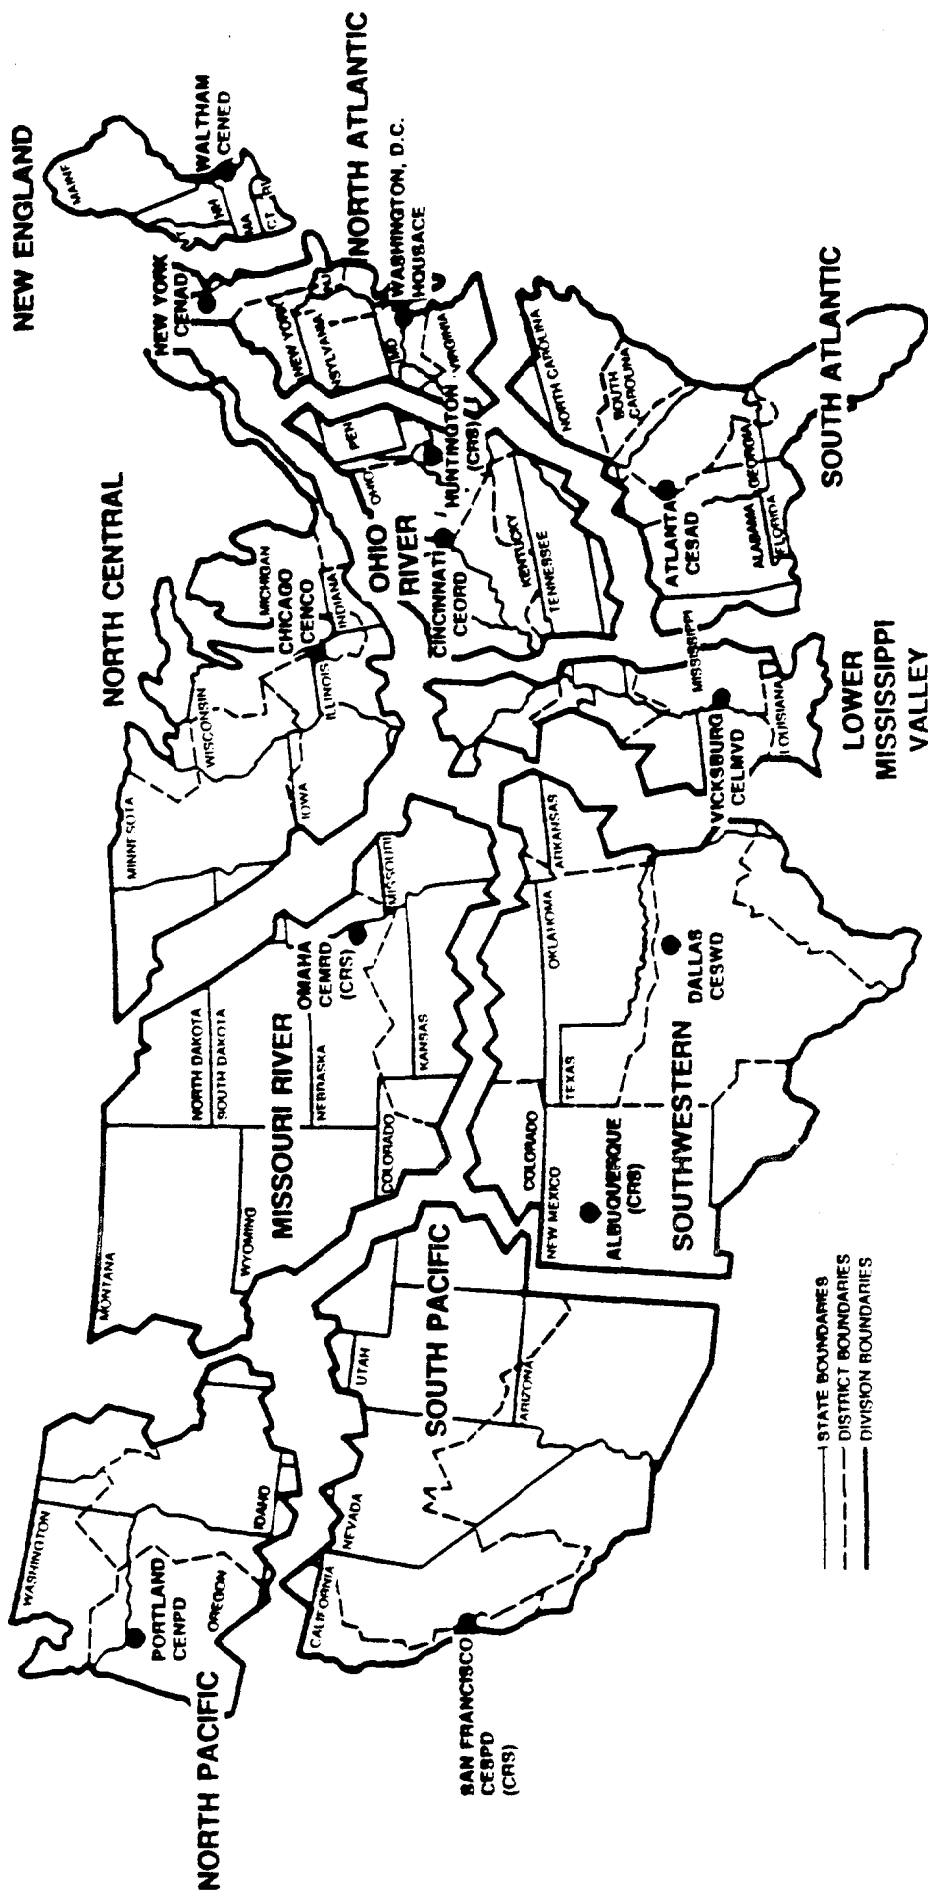 NEW ENGLAND
MAINE
NH
MA
CT
RI
WALTHAM
CENED
NORTH ATLANTIC
NEW YORK
CENAD
NEW YORK
NSYLVANIA
NJ
MD
VIRGINIA
WASHINGTON, D.C.
HQUSACE
NORTH CENTRAL
MINNESOTA
WISCONSIN
MICHIGAN
IOWA
ILLINOIS
INDIANA
CHICAGO
CENCO
OHIO
RIVER
OHIO
PEN
KENTUCKY
TENNESSEE
HUNTINGTON
(CRS)
CINCINNATI
CEORD
SOUTH ATLANTIC
NORTH CAROLINA
SOUTH
CAROLINA
GEORGIA
ALABAMA
FLORIDA
ATLANTA
CESAD
LOWER
MISSISSIPPI
VALLEY
MISSISSIPPI
LOUISIANA
VICKSBURG
CELMVD
MISSOURI RIVER
MONTANA
WYOMING
NORTH DAKOTA
SOUTH DAKOTA
NEBRASKA
COLORADO
KANSAS
MISSOURI
OMAHA
CEMRD
(CRS)
SOUTHWESTERN
COLORADO
NEW MEXICO
TEXAS
OKLAHOMA
ARKANSAS
ALBUQUERQUE
(CRS)
DALLAS
CESWD
NORTH PACIFIC
WASHINGTON
OREGON
IDAHO
PORTLAND
CENPD
SOUTH PACIFIC
CALIFORNIA
NEVADA
UTAH
ARIZONA
SAN FRANCISCO
CESPD
(CRS)
STATE BOUNDARIES
DISTRICT BOUNDARIES
DIVISION BOUNDARIES